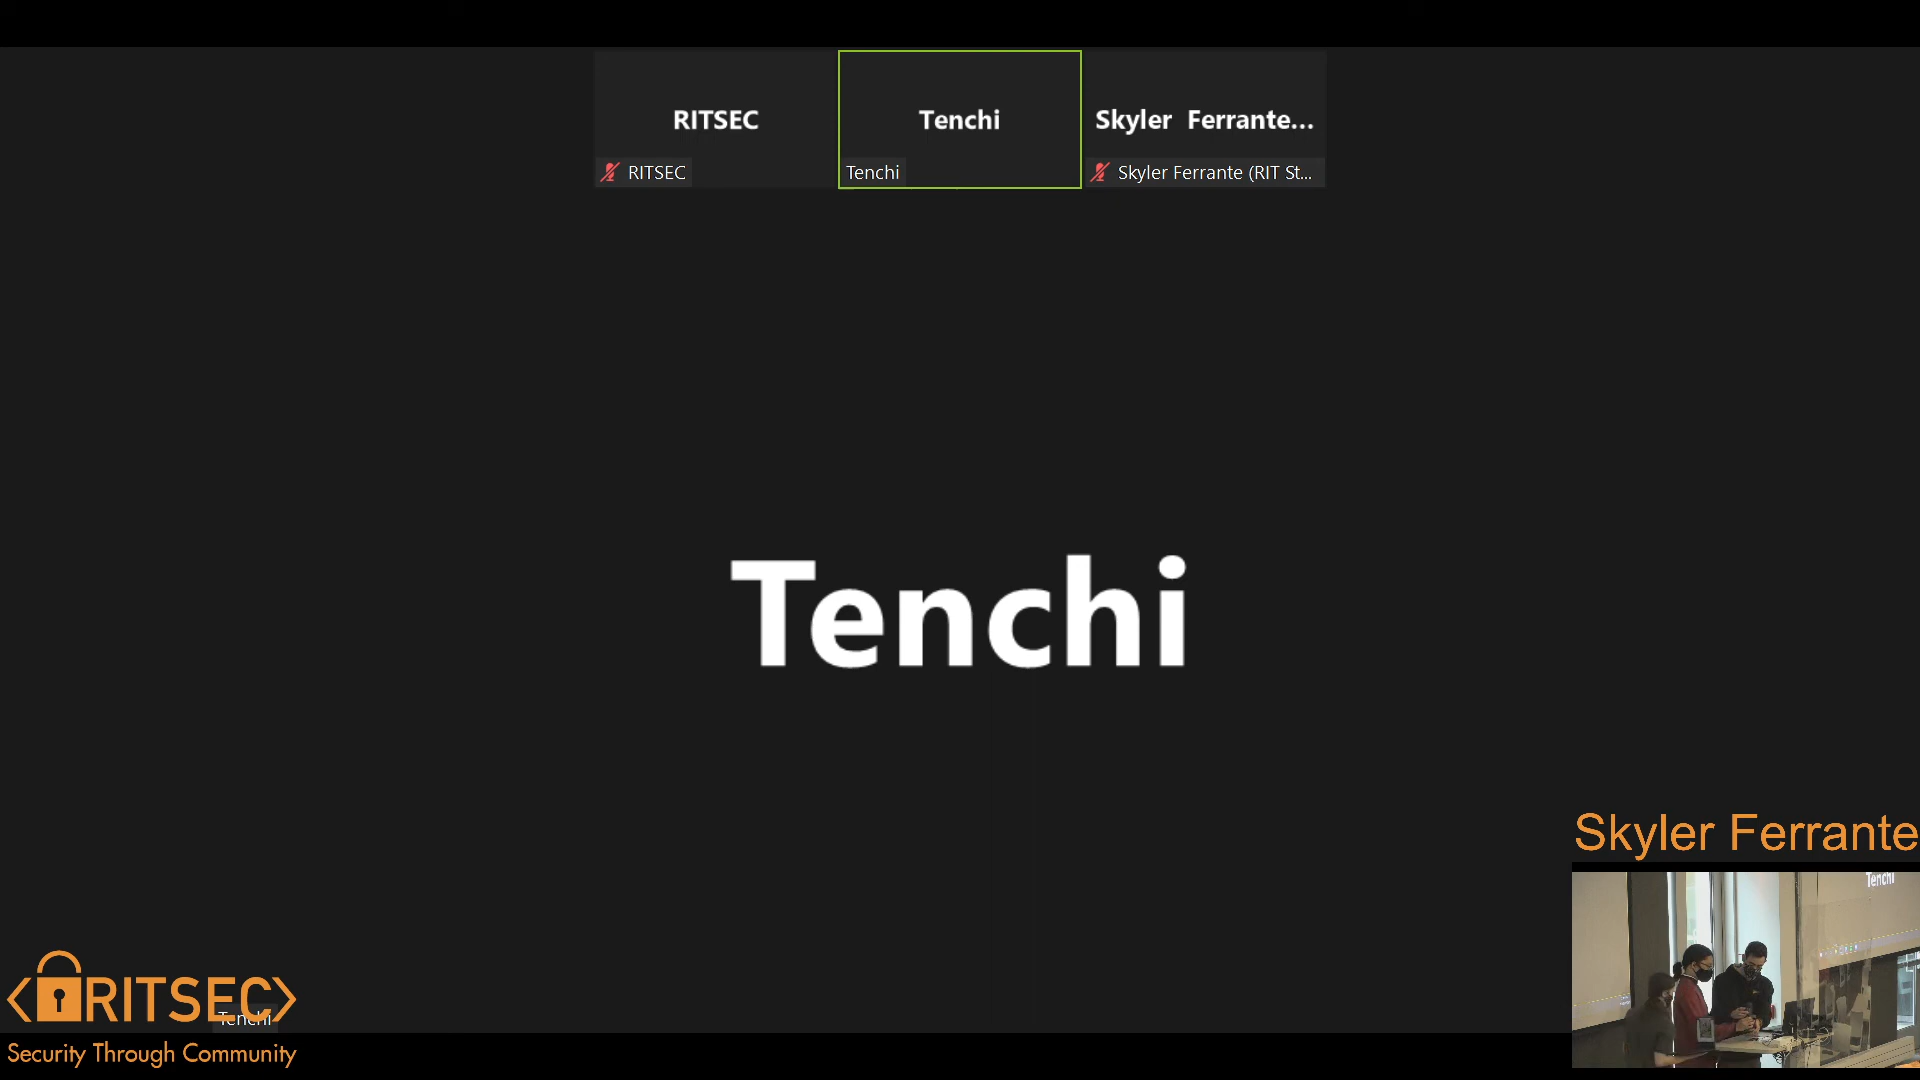 RITSEC
Tenchi
Skyler Ferrante...
RITSEC
Tenchi
Skyler Ferrante (RIT St...
Tenchi
Skyler Ferrante
Tenchi
<RITSEC>
Tenchi
Security Through Community